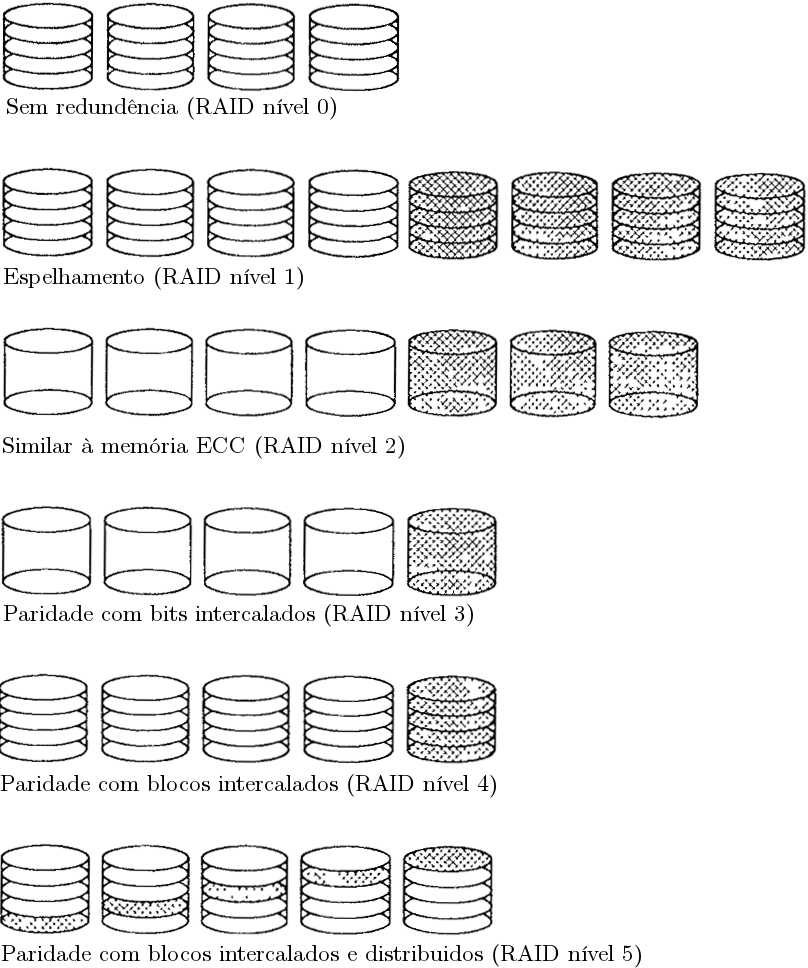 Sem redundência (RAID nível 0)
Espelhamento (RAID nível 1)
Similar à memória ECC (RAID nível 2)
Paridade com bits intercalados (RAID nível 3)
Paridade com blocos intercalados (RAID nível 4)
Paridade com blocos intercalados e distribuidos (RAID nível 5)